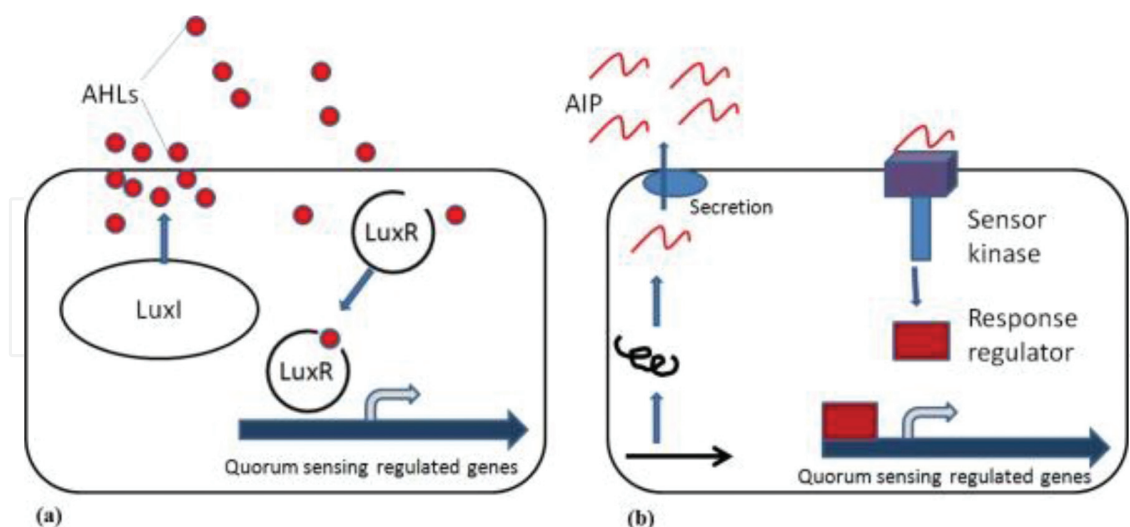 AHLs
LuxR
LuxI
LuxR
Quorum sensing regulated genes
(a)
AIP
Secretion
Sensor
kinase
Response
regulator
Quorum sensing regulated genes
(b)